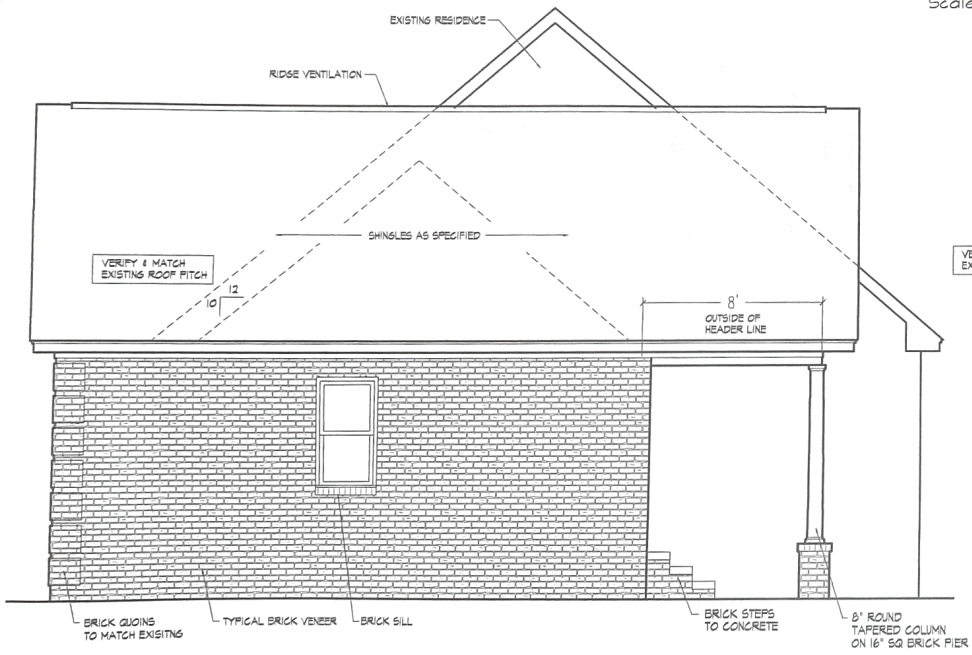 Scale
EXISTING RESIDENCE
RIDGE VENTILATION
SHINGLES AS SPECIFIED
VERIFY & MATCH
EXISTING ROOF PITCH
12
10
8'
OUTSIDE OF
HEADER LINE
BRICK QUOINS
TO MATCH EXISITNG
TYPICAL BRICK VENEER
BRICK SILL
BRICK STEPS
TO CONCRETE
8" ROUND
TAPERED COLUMN
ON 16" SQ BRICK PIER